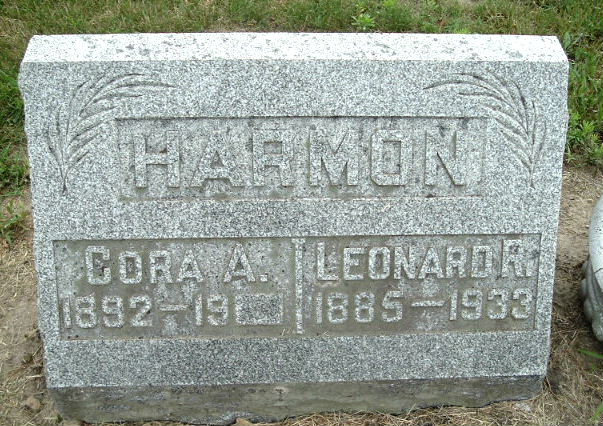 HARMON
CORA A.
1892-19
LEONARD R.
1885-1933